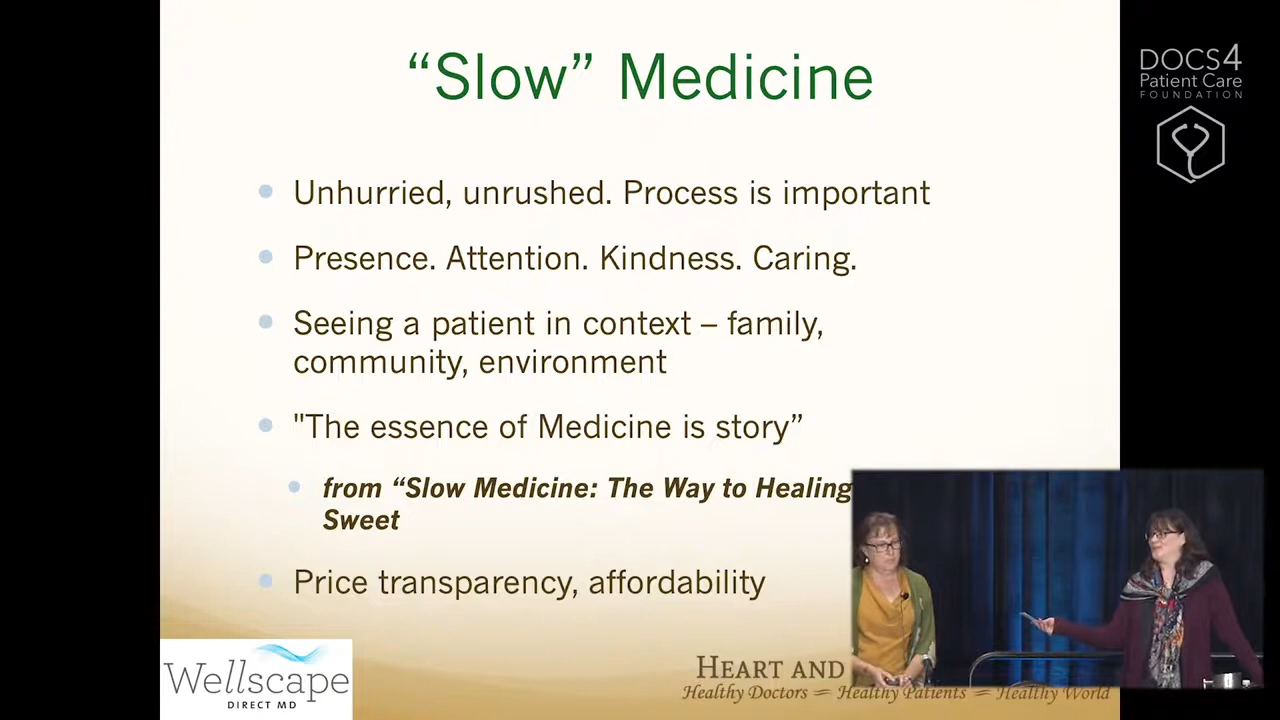 “Slow” Medicine
DOCS4
Patient Care
FOUNDATION
Unhurried, unrushed. Process is important
Presence. Attention. Kindness. Caring.
Seeing a patient in context – family,
community, environment
"The essence of Medicine is story”
from “Slow Medicine: The Way to Healing
Sweet
Price transparency, affordability
Wellscape
DIRECT MD
HEART AND
Healthy Doctors = Healthy Patients = Healthy World